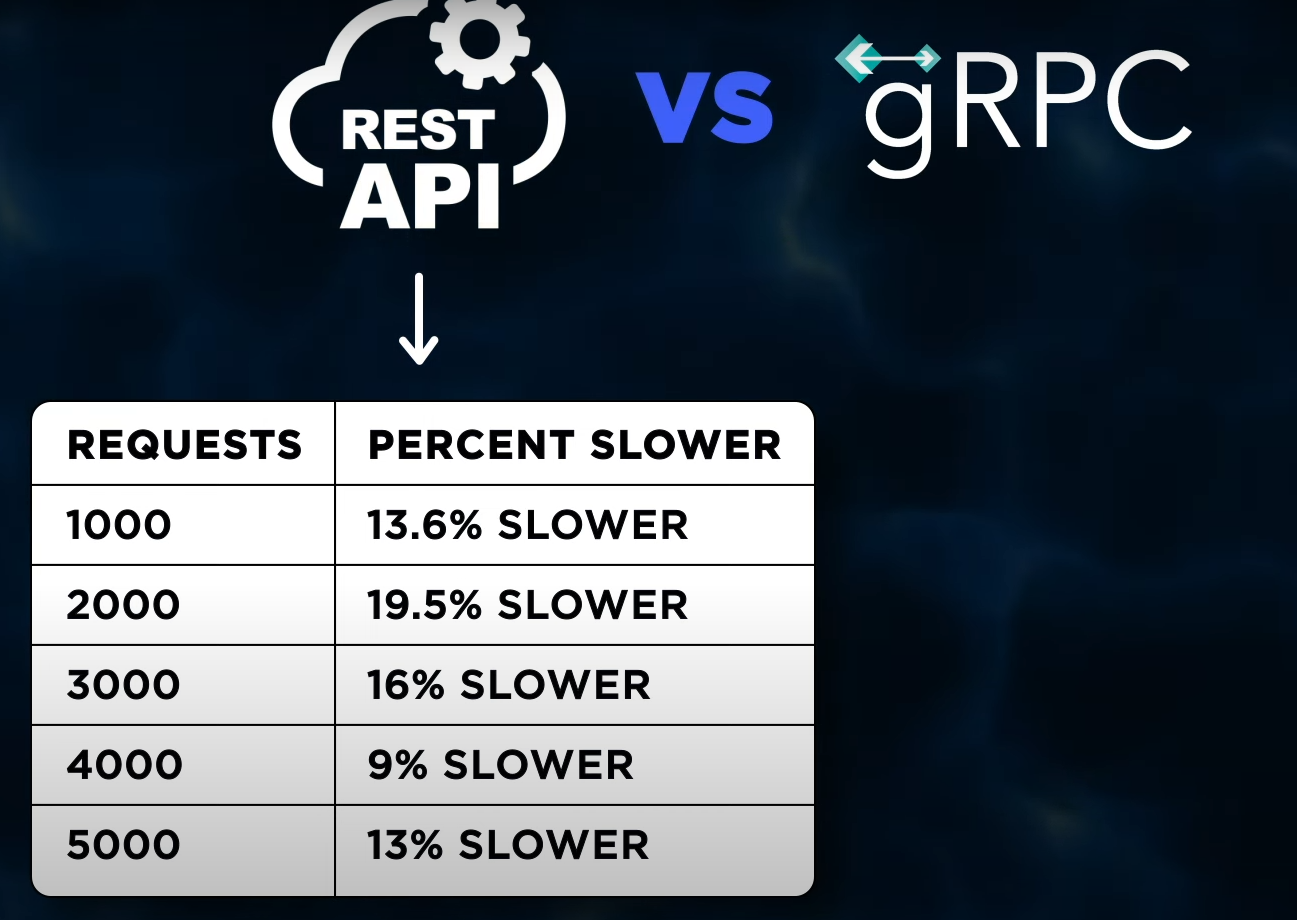 REST API VS gRPC
REQUESTS PERCENT SLOWER
1000 13.6% SLOWER
2000 19.5% SLOWER
3000 16% SLOWER
4000 9% SLOWER
5000 13% SLOWER